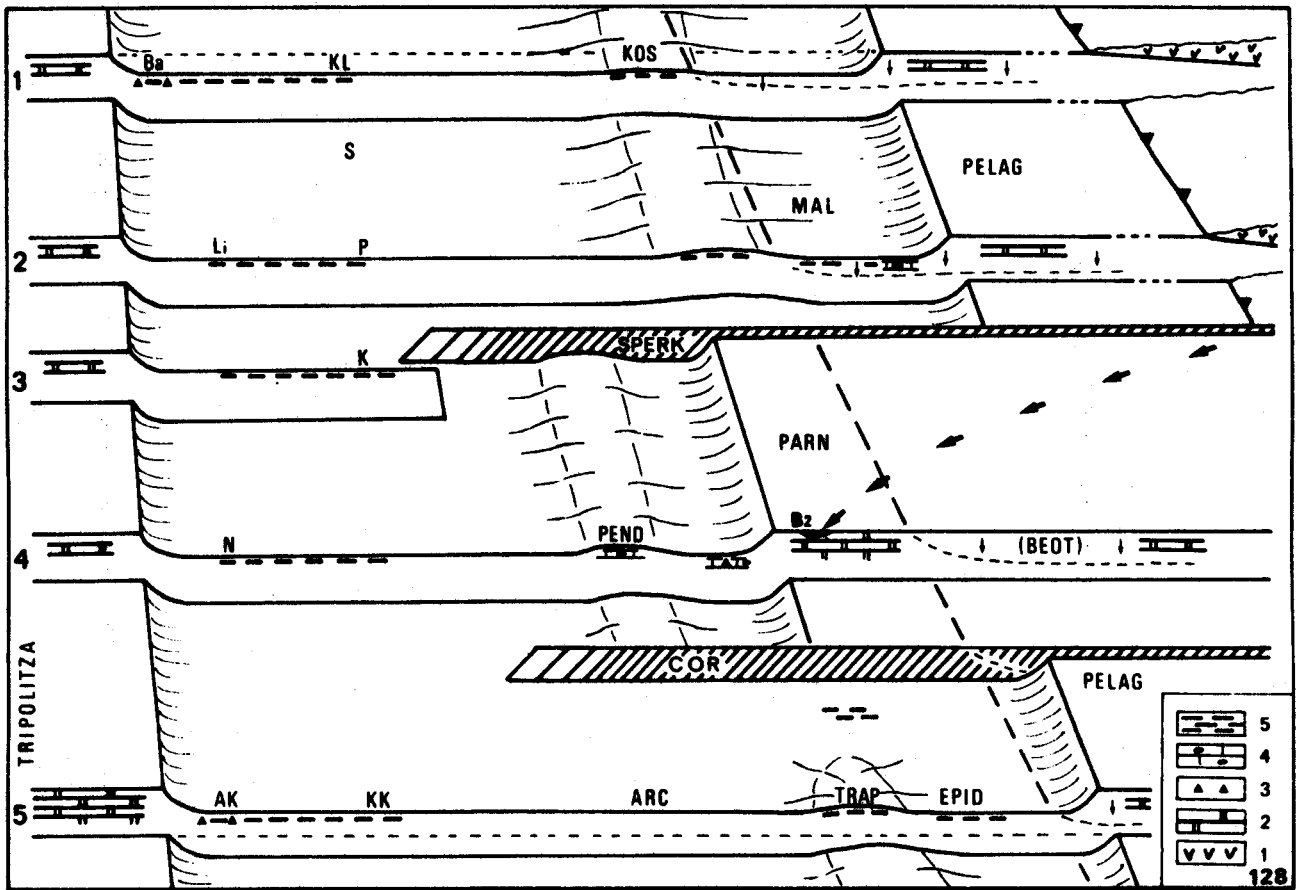 Ba KL KOS
1
S
PELAG
MAL
2 Li P
SPERK
3 K
PARN
B2
4 N PEND (BEOT)
COR
PELAG
TRIPOLITZA
5 AK KK ARC TRAP EPID
5
4
3
2
1
128